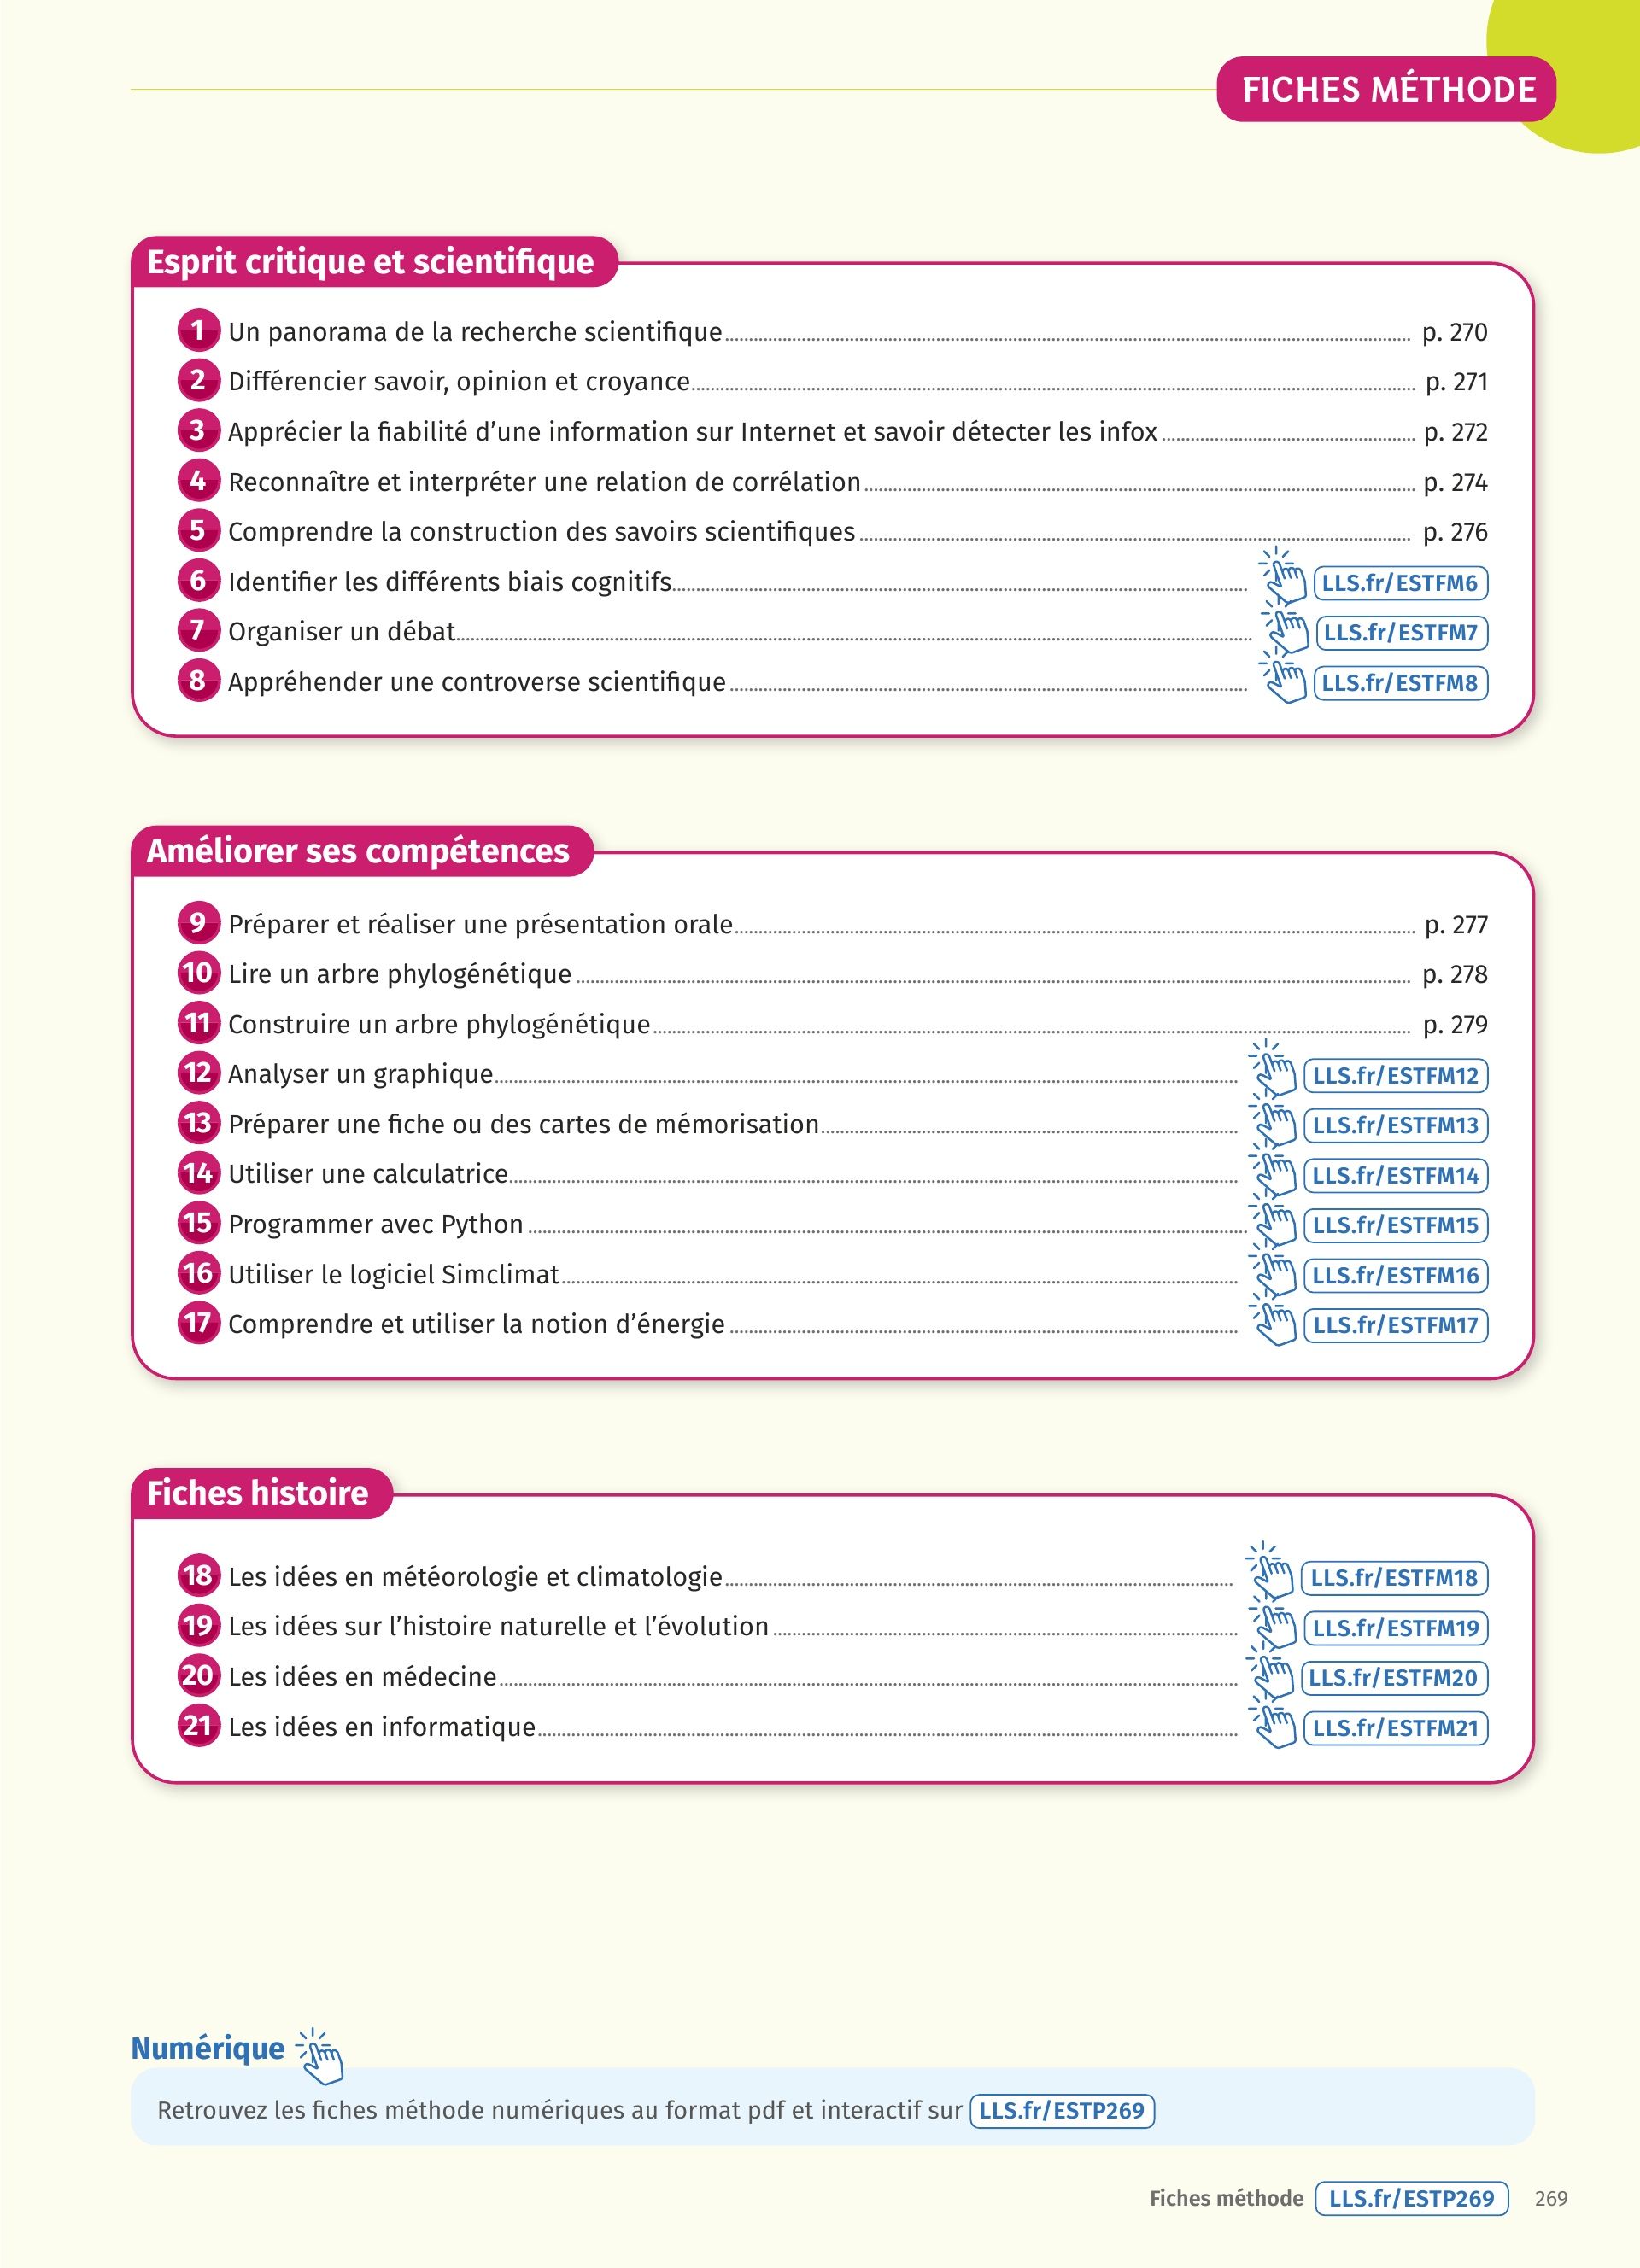 FICHES MÉTHODE
Esprit critique et scientifique
1 Un panorama de la recherche scientifique p. 270
2 Différencier savoir, opinion et croyance p. 271
3 Apprécier la fiabilité d’une information sur Internet et savoir détecter les infox p. 272
4 Reconnaître et interpréter une relation de corrélation p. 274
5 Comprendre la construction des savoirs scientifiques p. 276
6 Identifier les différents biais cognitifs LLS.fr/ESTFM6
7 Organiser un débat LLS.fr/ESTFM7
8 Appréhender une controverse scientifique LLS.fr/ESTFM8
Améliorer ses compétences
9 Préparer et réaliser une présentation orale p. 277
10 Lire un arbre phylogénétique p. 278
11 Construire un arbre phylogénétique p. 279
12 Analyser un graphique LLS.fr/ESTFM12
13 Préparer une fiche ou des cartes de mémorisation LLS.fr/ESTFM13
14 Utiliser une calculatrice LLS.fr/ESTFM14
15 Programmer avec Python LLS.fr/ESTFM15
16 Utiliser le logiciel Simclimat LLS.fr/ESTFM16
17 Comprendre et utiliser la notion d’énergie LLS.fr/ESTFM17
Fiches histoire
18 Les idées en météorologie et climatologie LLS.fr/ESTFM18
19 Les idées sur l’histoire naturelle et l’évolution LLS.fr/ESTFM19
20 Les idées en médecine LLS.fr/ESTFM20
21 Les idées en informatique LLS.fr/ESTFM21
Numérique
Retrouvez les fiches méthode numériques au format pdf et interactif sur LLS.fr/ESTP269
Fiches méthode LLS.fr/ESTP269 269